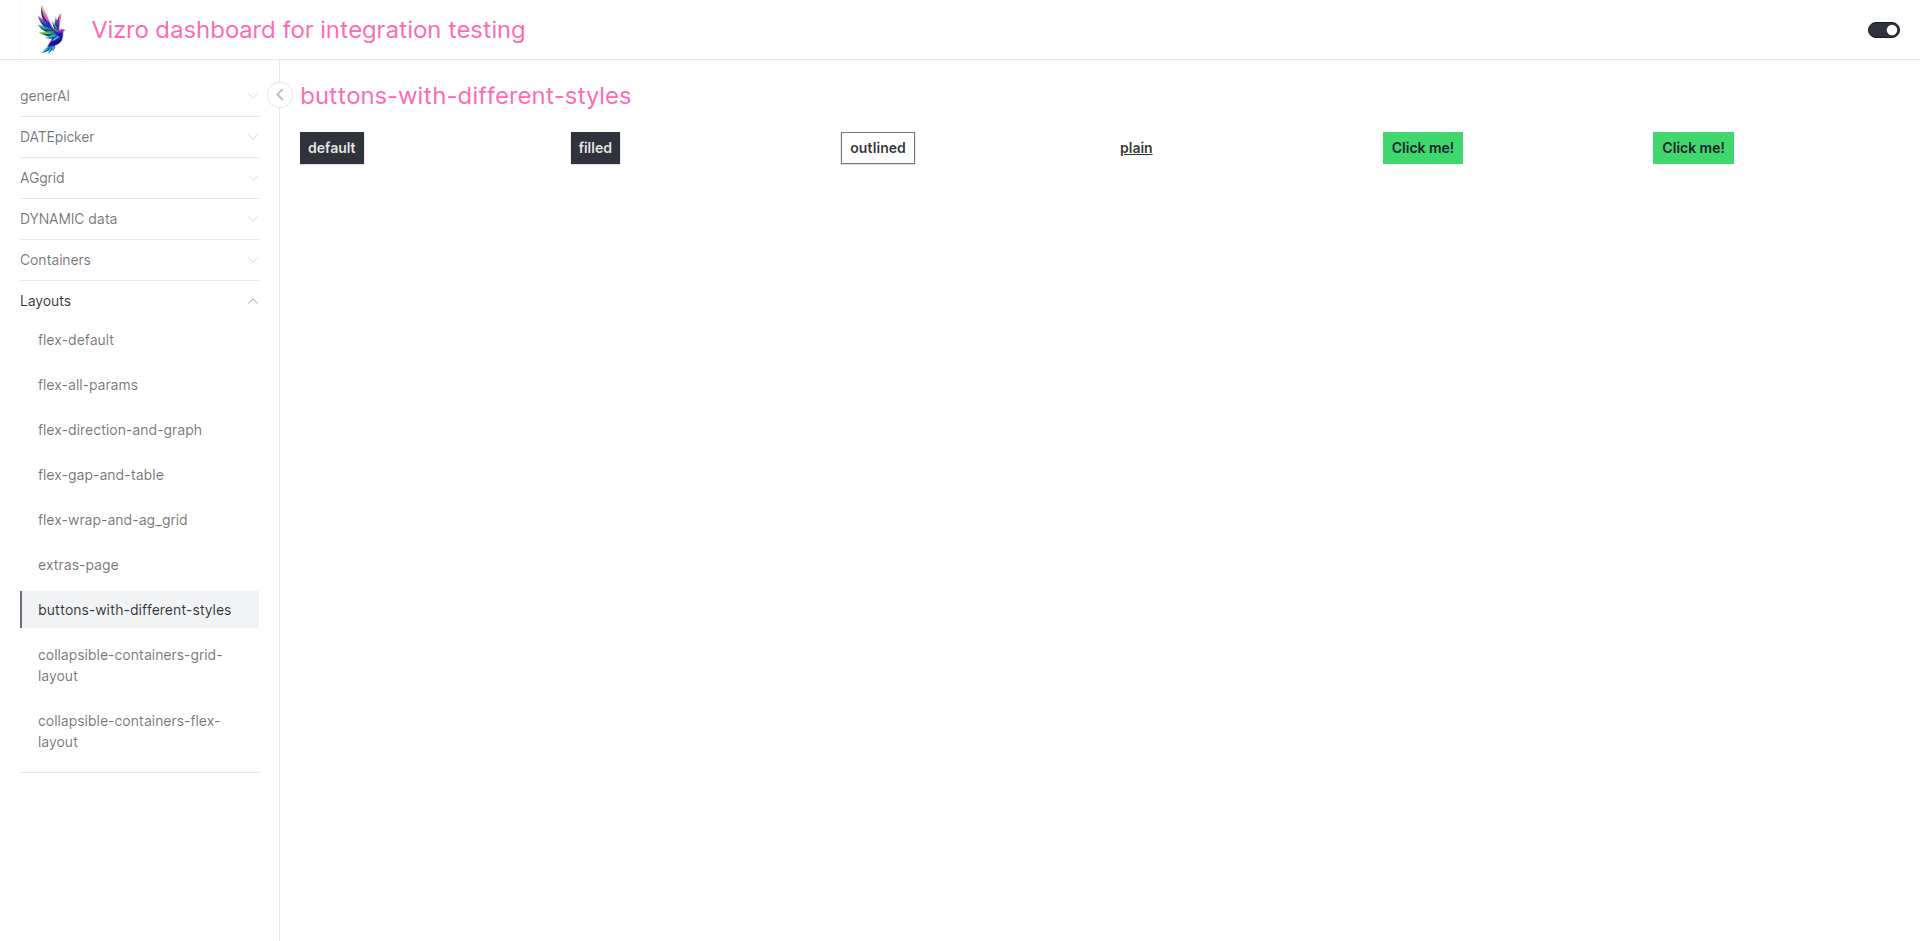 Vizro dashboard for integration testing
generAI
DATEpicker
AGgrid
DYNAMIC data
Containers
Layouts
flex-default
flex-all-params
flex-direction-and-graph
flex-gap-and-table
flex-wrap-and-ag_grid
extras-page
buttons-with-different-styles
collapsible-containers-grid-
layout
collapsible-containers-flex-
layout
buttons-with-different-styles
default
filled
outlined
plain
Click me!
Click me!